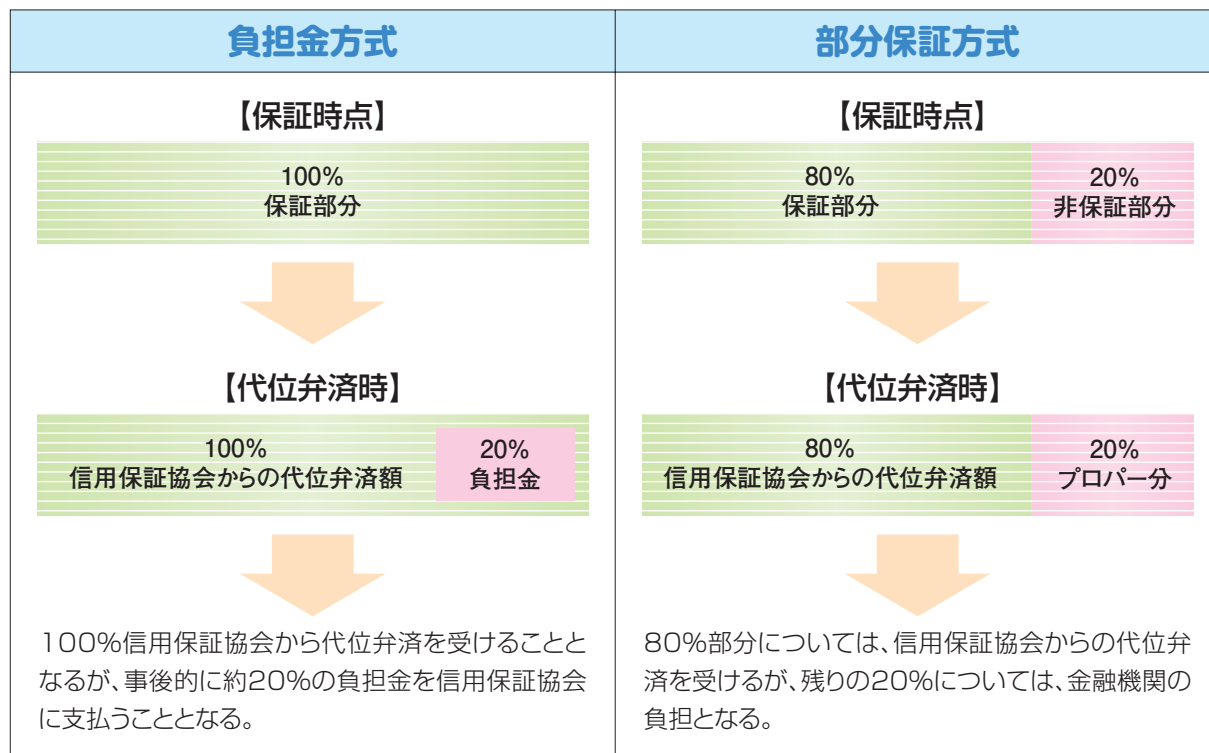 負担金方式
【保証時点】
100%
保証部分
【代位弁済時】
100%
信用保証協会からの代位弁済額
20%
負担金
100%信用保証協会から代位弁済を受けることと
なるが、事後的に約20%の負担金を信用保証協会
に支払うこととなる。
部分保証方式
【保証時点】
80%
保証部分
20%
非保証部分
【代位弁済時】
80%
信用保証協会からの代位弁済額
20%
プロパー分
80%部分については、信用保証協会からの代位弁
済を受けるが、残りの20%については、金融機関の
負担となる。